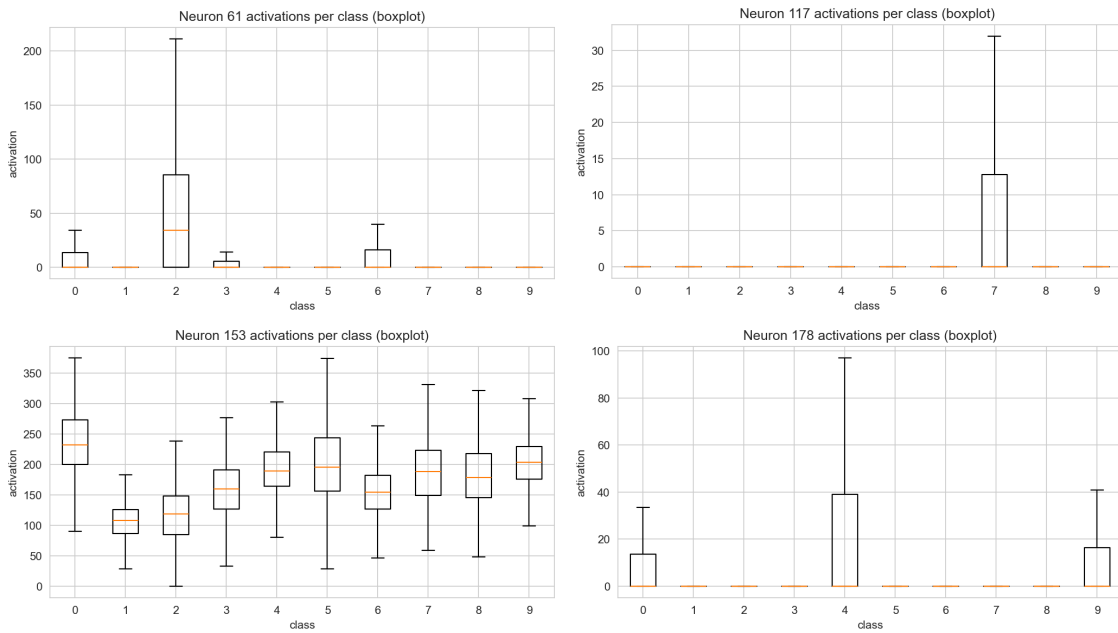 Neuron 61 activations per class (boxplot)
200
150
100
50
0
activation
0 1 2 3 4 5 6 7 8 9
class
Neuron 117 activations per class (boxplot)
30
25
20
15
10
5
0
activation
0 1 2 3 4 5 6 7 8 9
class
Neuron 153 activations per class (boxplot)
350
300
250
200
150
100
50
0
activation
0 1 2 3 4 5 6 7 8 9
class
Neuron 178 activations per class (boxplot)
100
80
60
40
20
0
activation
0 1 2 3 4 5 6 7 8 9
class